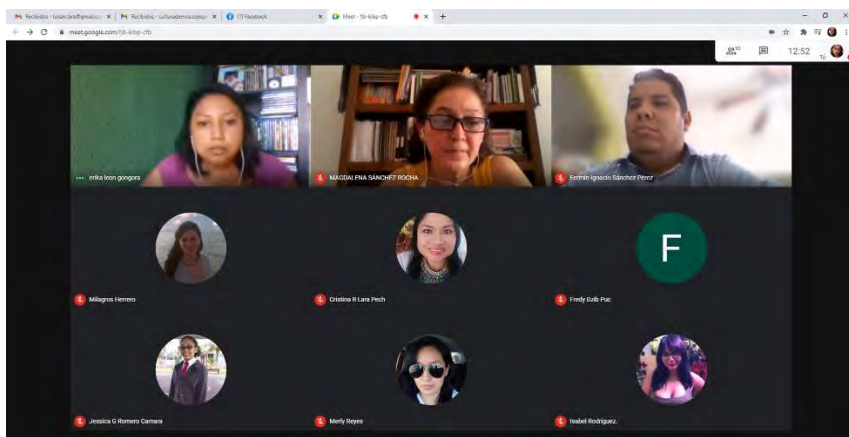 Recibidos
Recibidos
(1) Facebook
Meet - fjb-kibp-cfb
meet.google.com/fjb-kibp-cfb
12:52
Tú
erika leon gongora
MAGDALENA SÁNCHEZ ROCHA
Fermin Ignacio Sánchez Pérez
Milagros Herrero
Cristina R Lara Pech
F
Fredy Dzib Puc
Jessica G Romero Camara
Merly Reyes
Isabel Rodriguez.